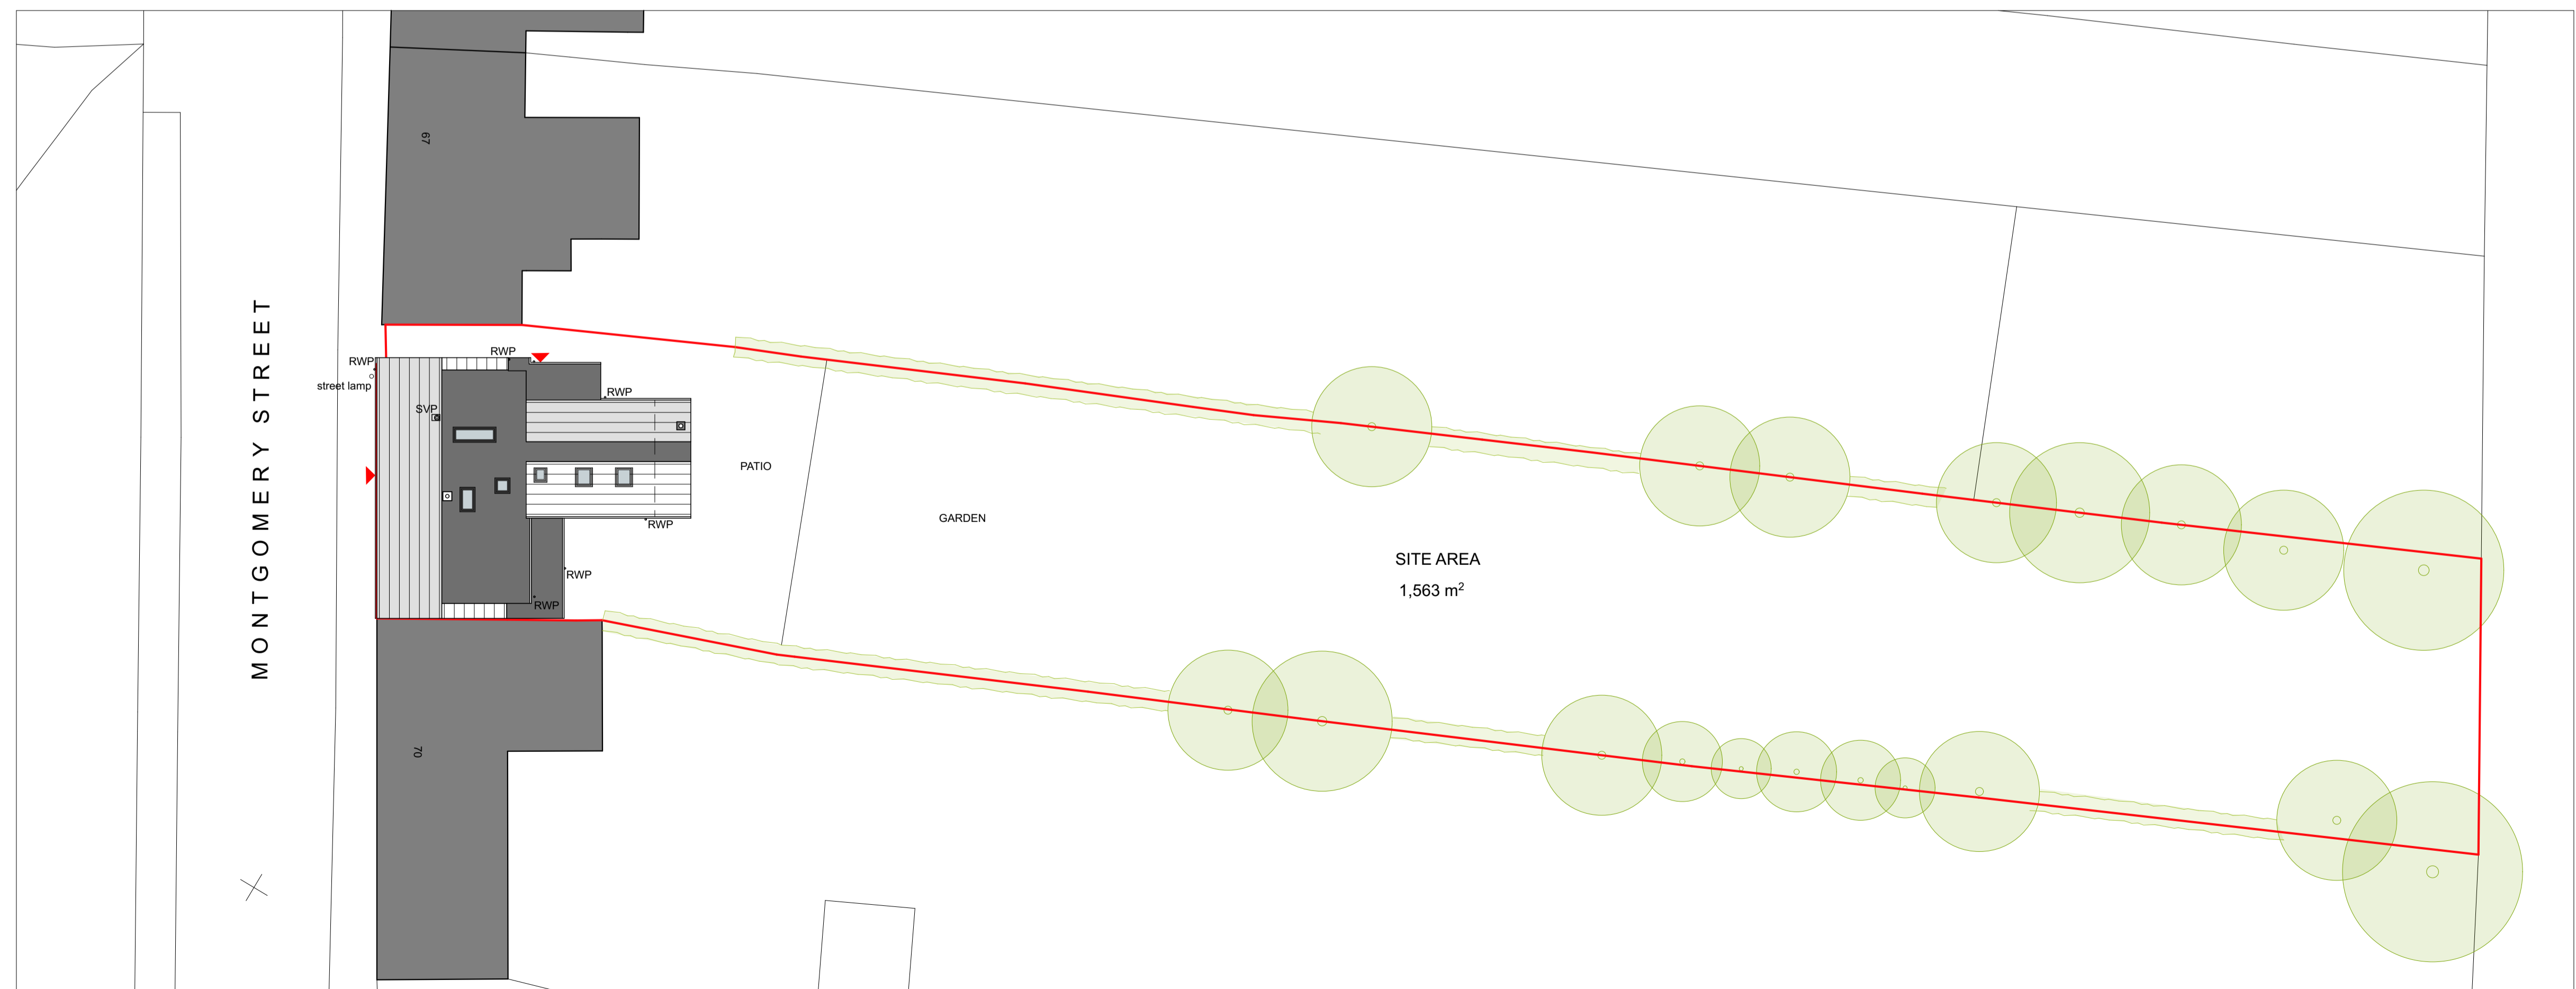 67
MONTGOMERY STREET
RWP
RWP
street lamp
RWP
SVP
PATIO
GARDEN
RWP
SITE AREA
1,563 m²
RWP
RWP
70